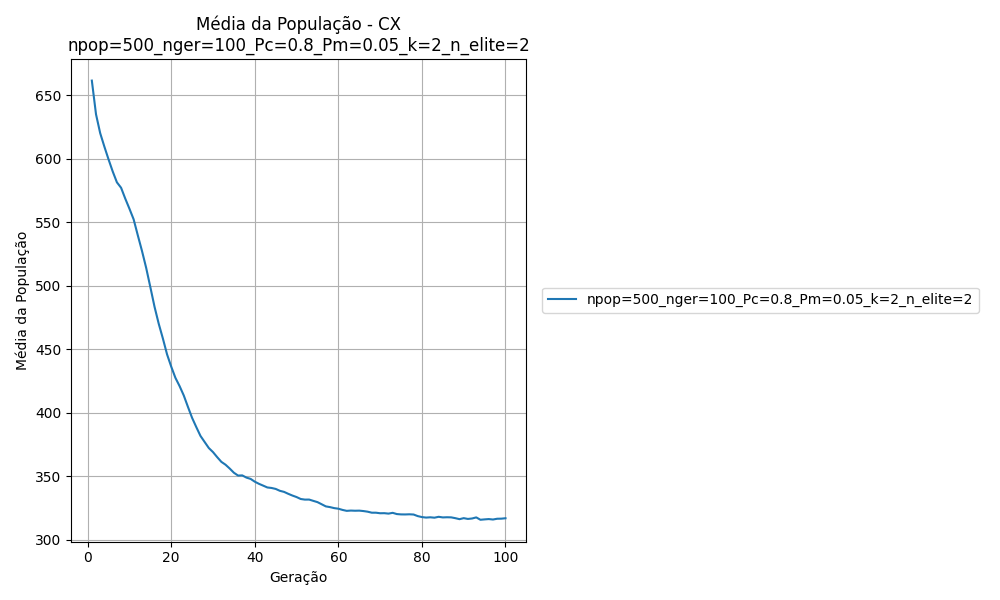 Média da População - CX
npop=500_nger=100_Pc=0.8_Pm=0.05_k=2_n_elite=2
Média da População
650
600
550
500
450
400
350
300
0 20 40 60 80 100
Geração
npop=500_nger=100_Pc=0.8_Pm=0.05_k=2_n_elite=2